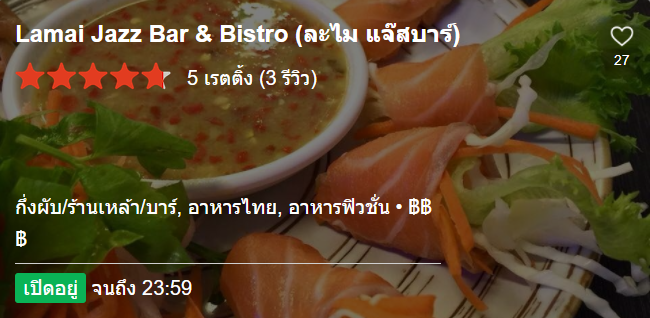 Lamai Jazz Bar & Bistro (ละไม แจ๊สบาร์)
27
5 เรตติ้ง (3 รีวิว)
กึ่งผับ/ร้านเหล้า/บาร์, อาหารไทย, อาหารฟิวชั่น • ฿฿
฿
เปิดอยู่ จนถึง 23:59